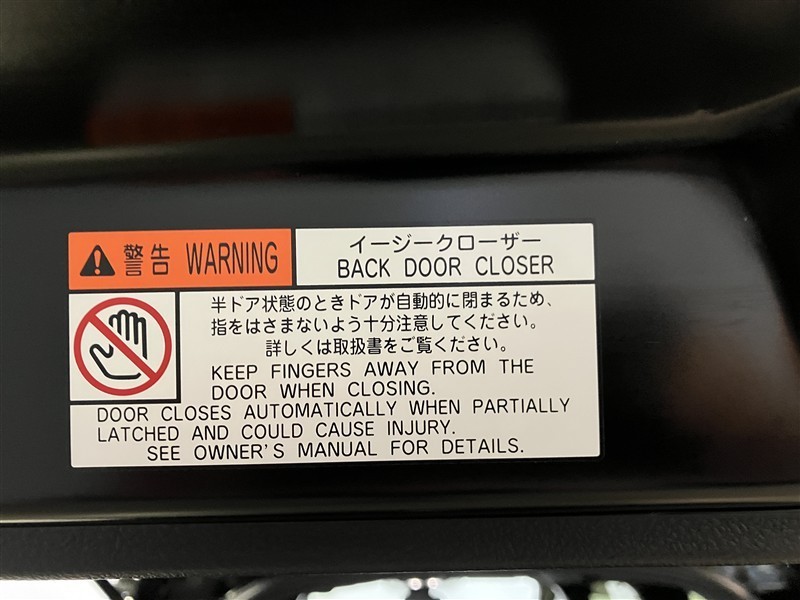 警告 WARNING
イージークローザー
BACK DOOR CLOSER
半ドア状態のときドアが自動的に閉まるため、
指をはさまないよう十分注意してください。
詳しくは取扱書をご覧ください。
KEEP FINGERS AWAY FROM THE
DOOR WHEN CLOSING.
DOOR CLOSES AUTOMATICALLY WHEN PARTIALLY
LATCHED AND COULD CAUSE INJURY.
SEE OWNER'S MANUAL FOR DETAILS.